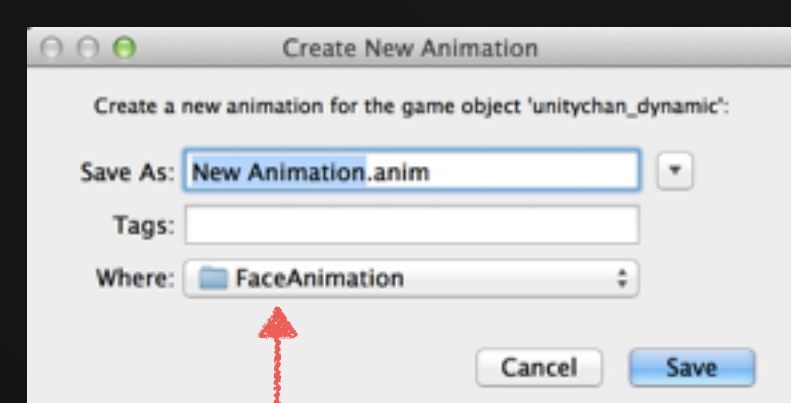 Create New Animation
Create a new animation for the game object 'unitychan_dynamic':
Save As: New Animation.anim
Tags:
Where: FaceAnimation
Cancel Save